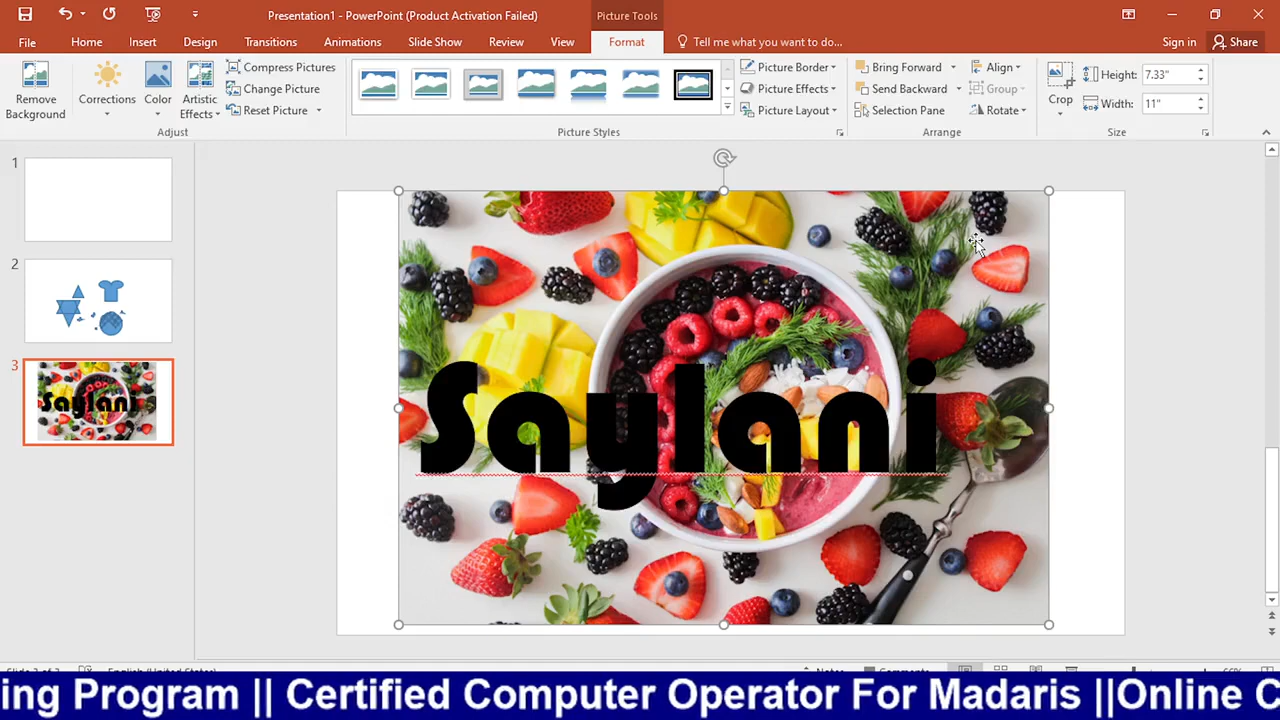 Presentation1 - PowerPoint (Product Activation Failed)
Picture Tools
File
Home
Insert
Design
Transitions
Animations
Slide Show
Review
View
Format
Tell me what you want to do...
Sign in
Share
Remove Background
Corrections
Color
Artistic Effects
Compress Pictures
Change Picture
Reset Picture
Adjust
Picture Styles
Picture Border
Picture Effects
Picture Layout
Bring Forward
Send Backward
Selection Pane
Align
Group
Rotate
Arrange
Crop
Height: 7.33"
Width: 11"
Size
1
2
3
Saylani
Saylani
English (United States)
ing Program || Certified Computer Operator For Madaris ||Online C